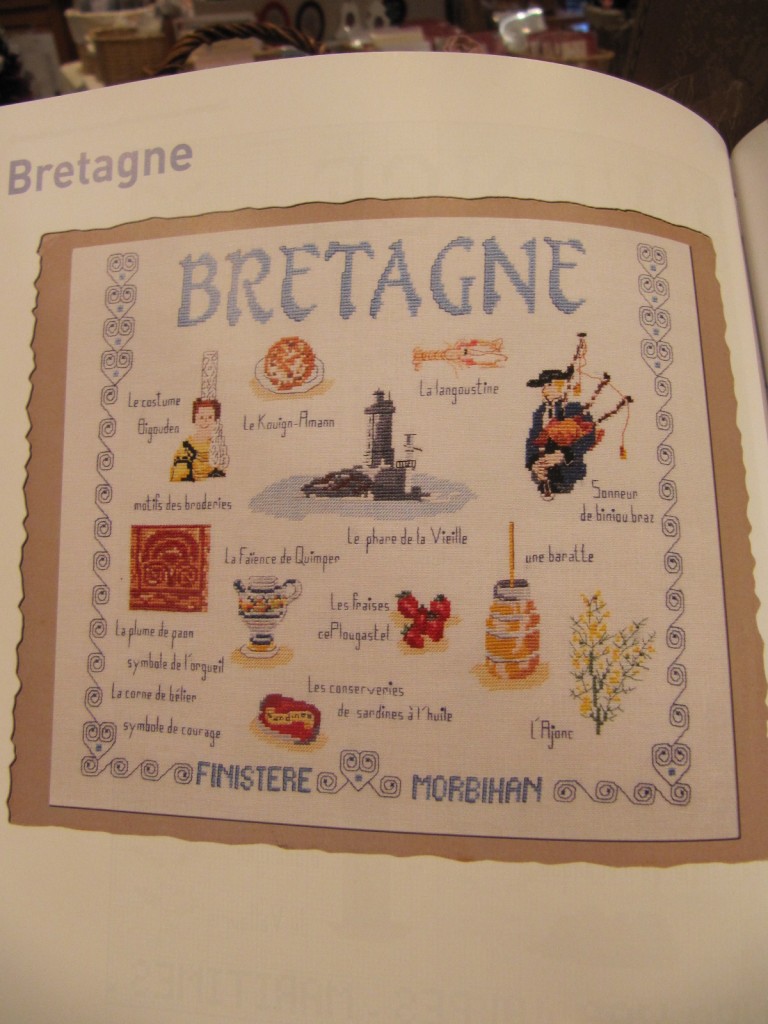 Bretagne
BRETAGNE
Le costume
Bigouden
Le Kouign-Amann
La langoustine
motifs des broderies
Sonneur
de biniou braz
Le phare de la Vieille
La Faïence de Quimper
une baratte
Les fraises
cePlougastel
La plume de paon
symbole de l'orgueil
La corne de bélier
symbole de courage
Les conserveries
de sardines à l'huile
Sardines
L'Ajonc
FINISTERE
MORBIHAN